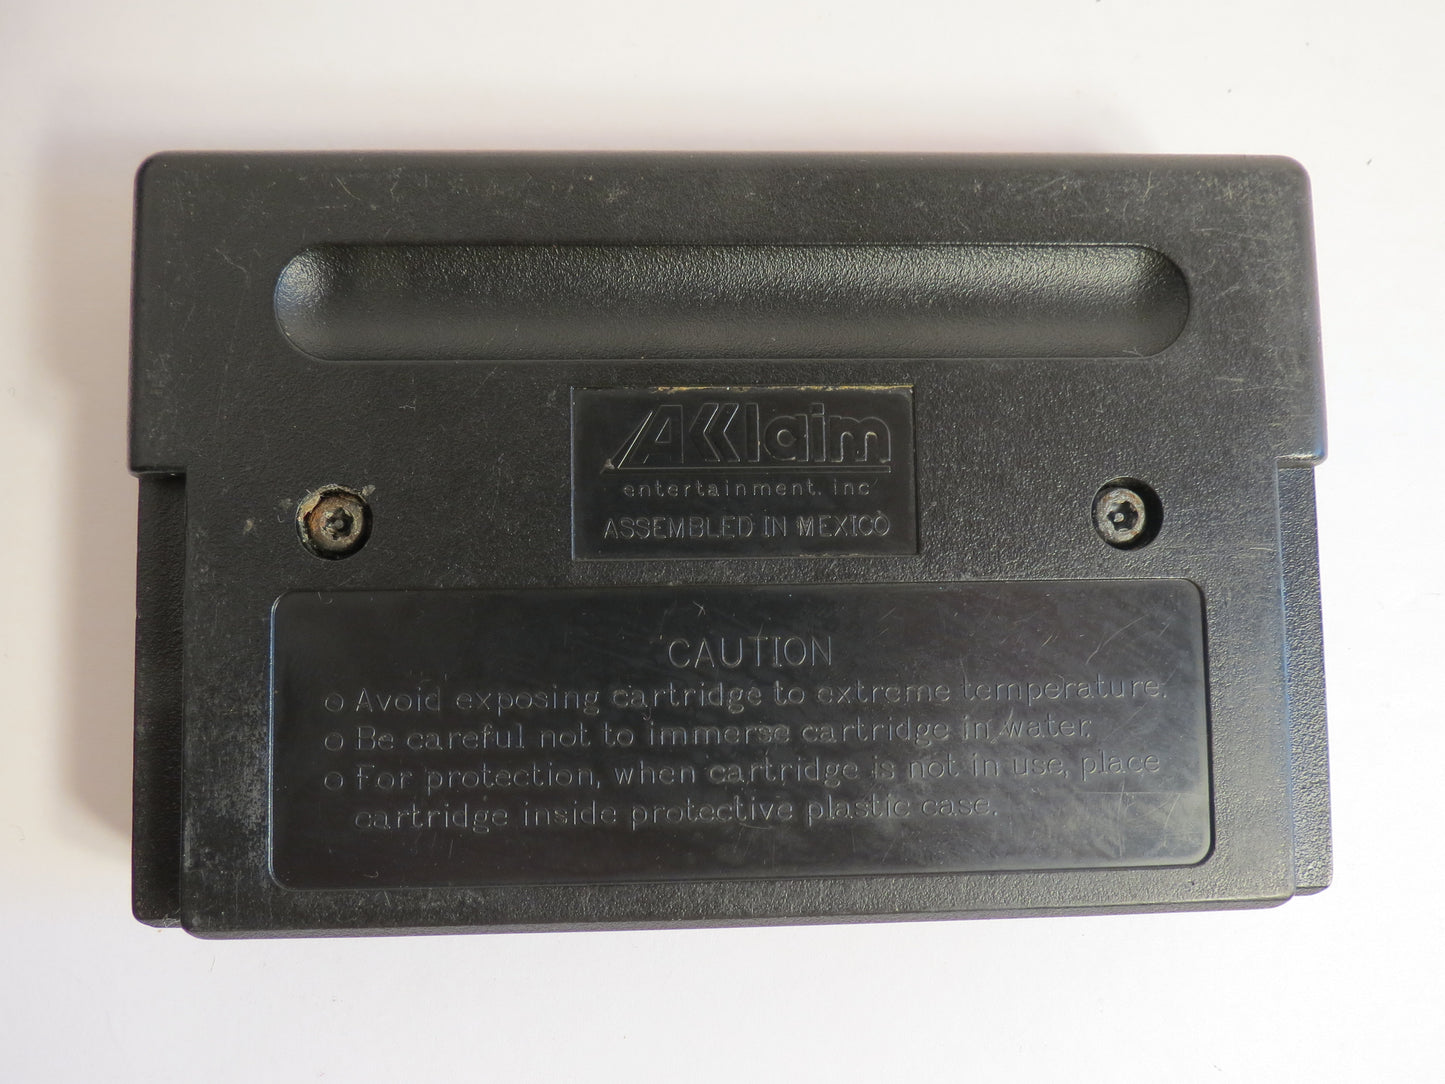 AKKlaim
entertainment. inc
ASSEMBLED IN MEXICO
CAUTION
o Avoid exposing cartridge to extreme temperature.
o Be careful not to immerse cartridge in water.
o For protection, when cartridge is not in use, place
cartridge inside protective plastic case.